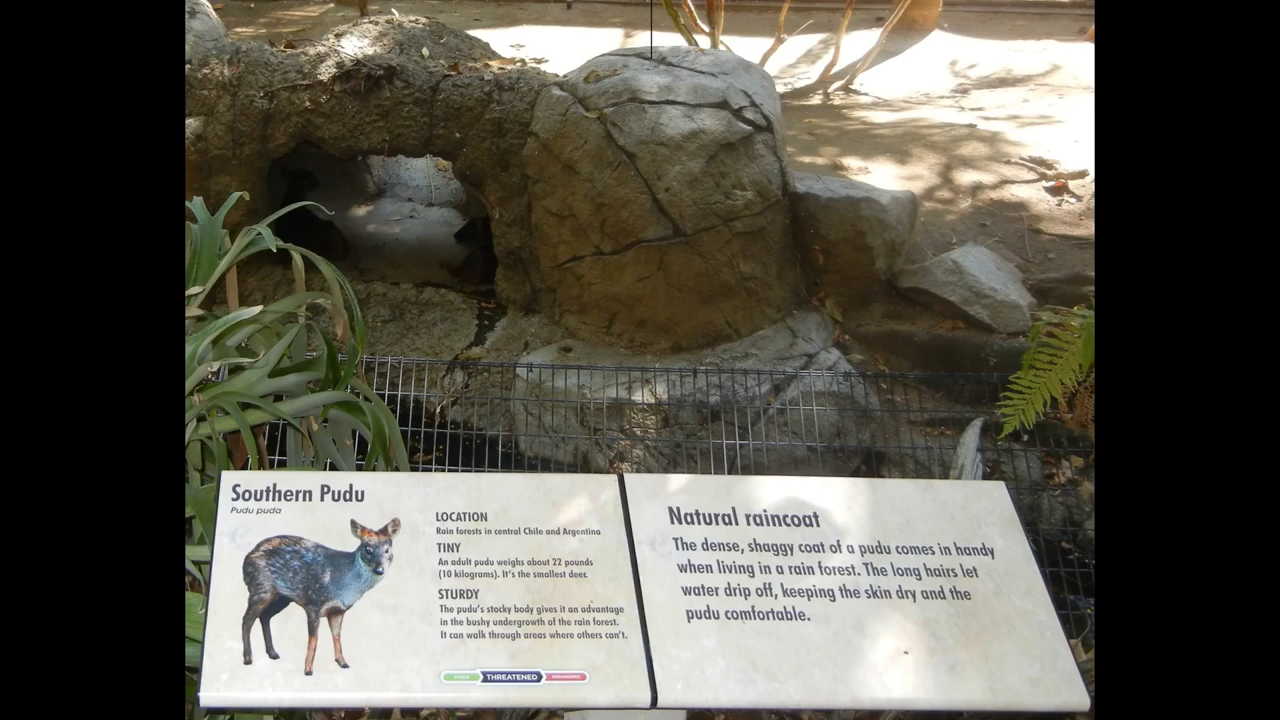 Southern Pudu
Pudu puda
LOCATION
Rain forests in central Chile and Argentina
TINY
An adult pudu weighs about 22 pounds
(10 kilograms). It's the smallest deer.
STURDY
The pudu's stocky body gives it an advantage
in the bushy undergrowth of the rain forest.
It can walk through areas where others can't.
THREATENED
Natural raincoat
The dense, shaggy coat of a pudu comes in handy
when living in a rain forest. The long hairs let
water drip off, keeping the skin dry and the
pudu comfortable.